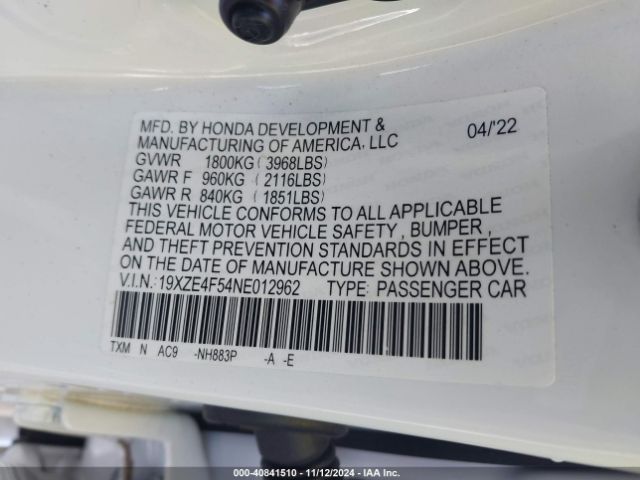 MFD. BY HONDA DEVELOPMENT & 04/'22
MANUFACTURING OF AMERICA, LLC
GVWR 1800KG ( 3968LBS)
GAWR F 960KG ( 2116LBS)
GAWR R 840KG ( 1851LBS)
THIS VEHICLE CONFORMS TO ALL APPLICABLE
FEDERAL MOTOR VEHICLE SAFETY, BUMPER,
AND THEFT PREVENTION STANDARDS IN EFFECT
ON THE DATE OF MANUFACTURE SHOWN ABOVE.
V.I.N.: 19XZE4F54NE012962 TYPE: PASSENGER CAR
TXM N AC9 -NH883P -A -E
000-40841510 - 11/12/2024 - IAA Inc.